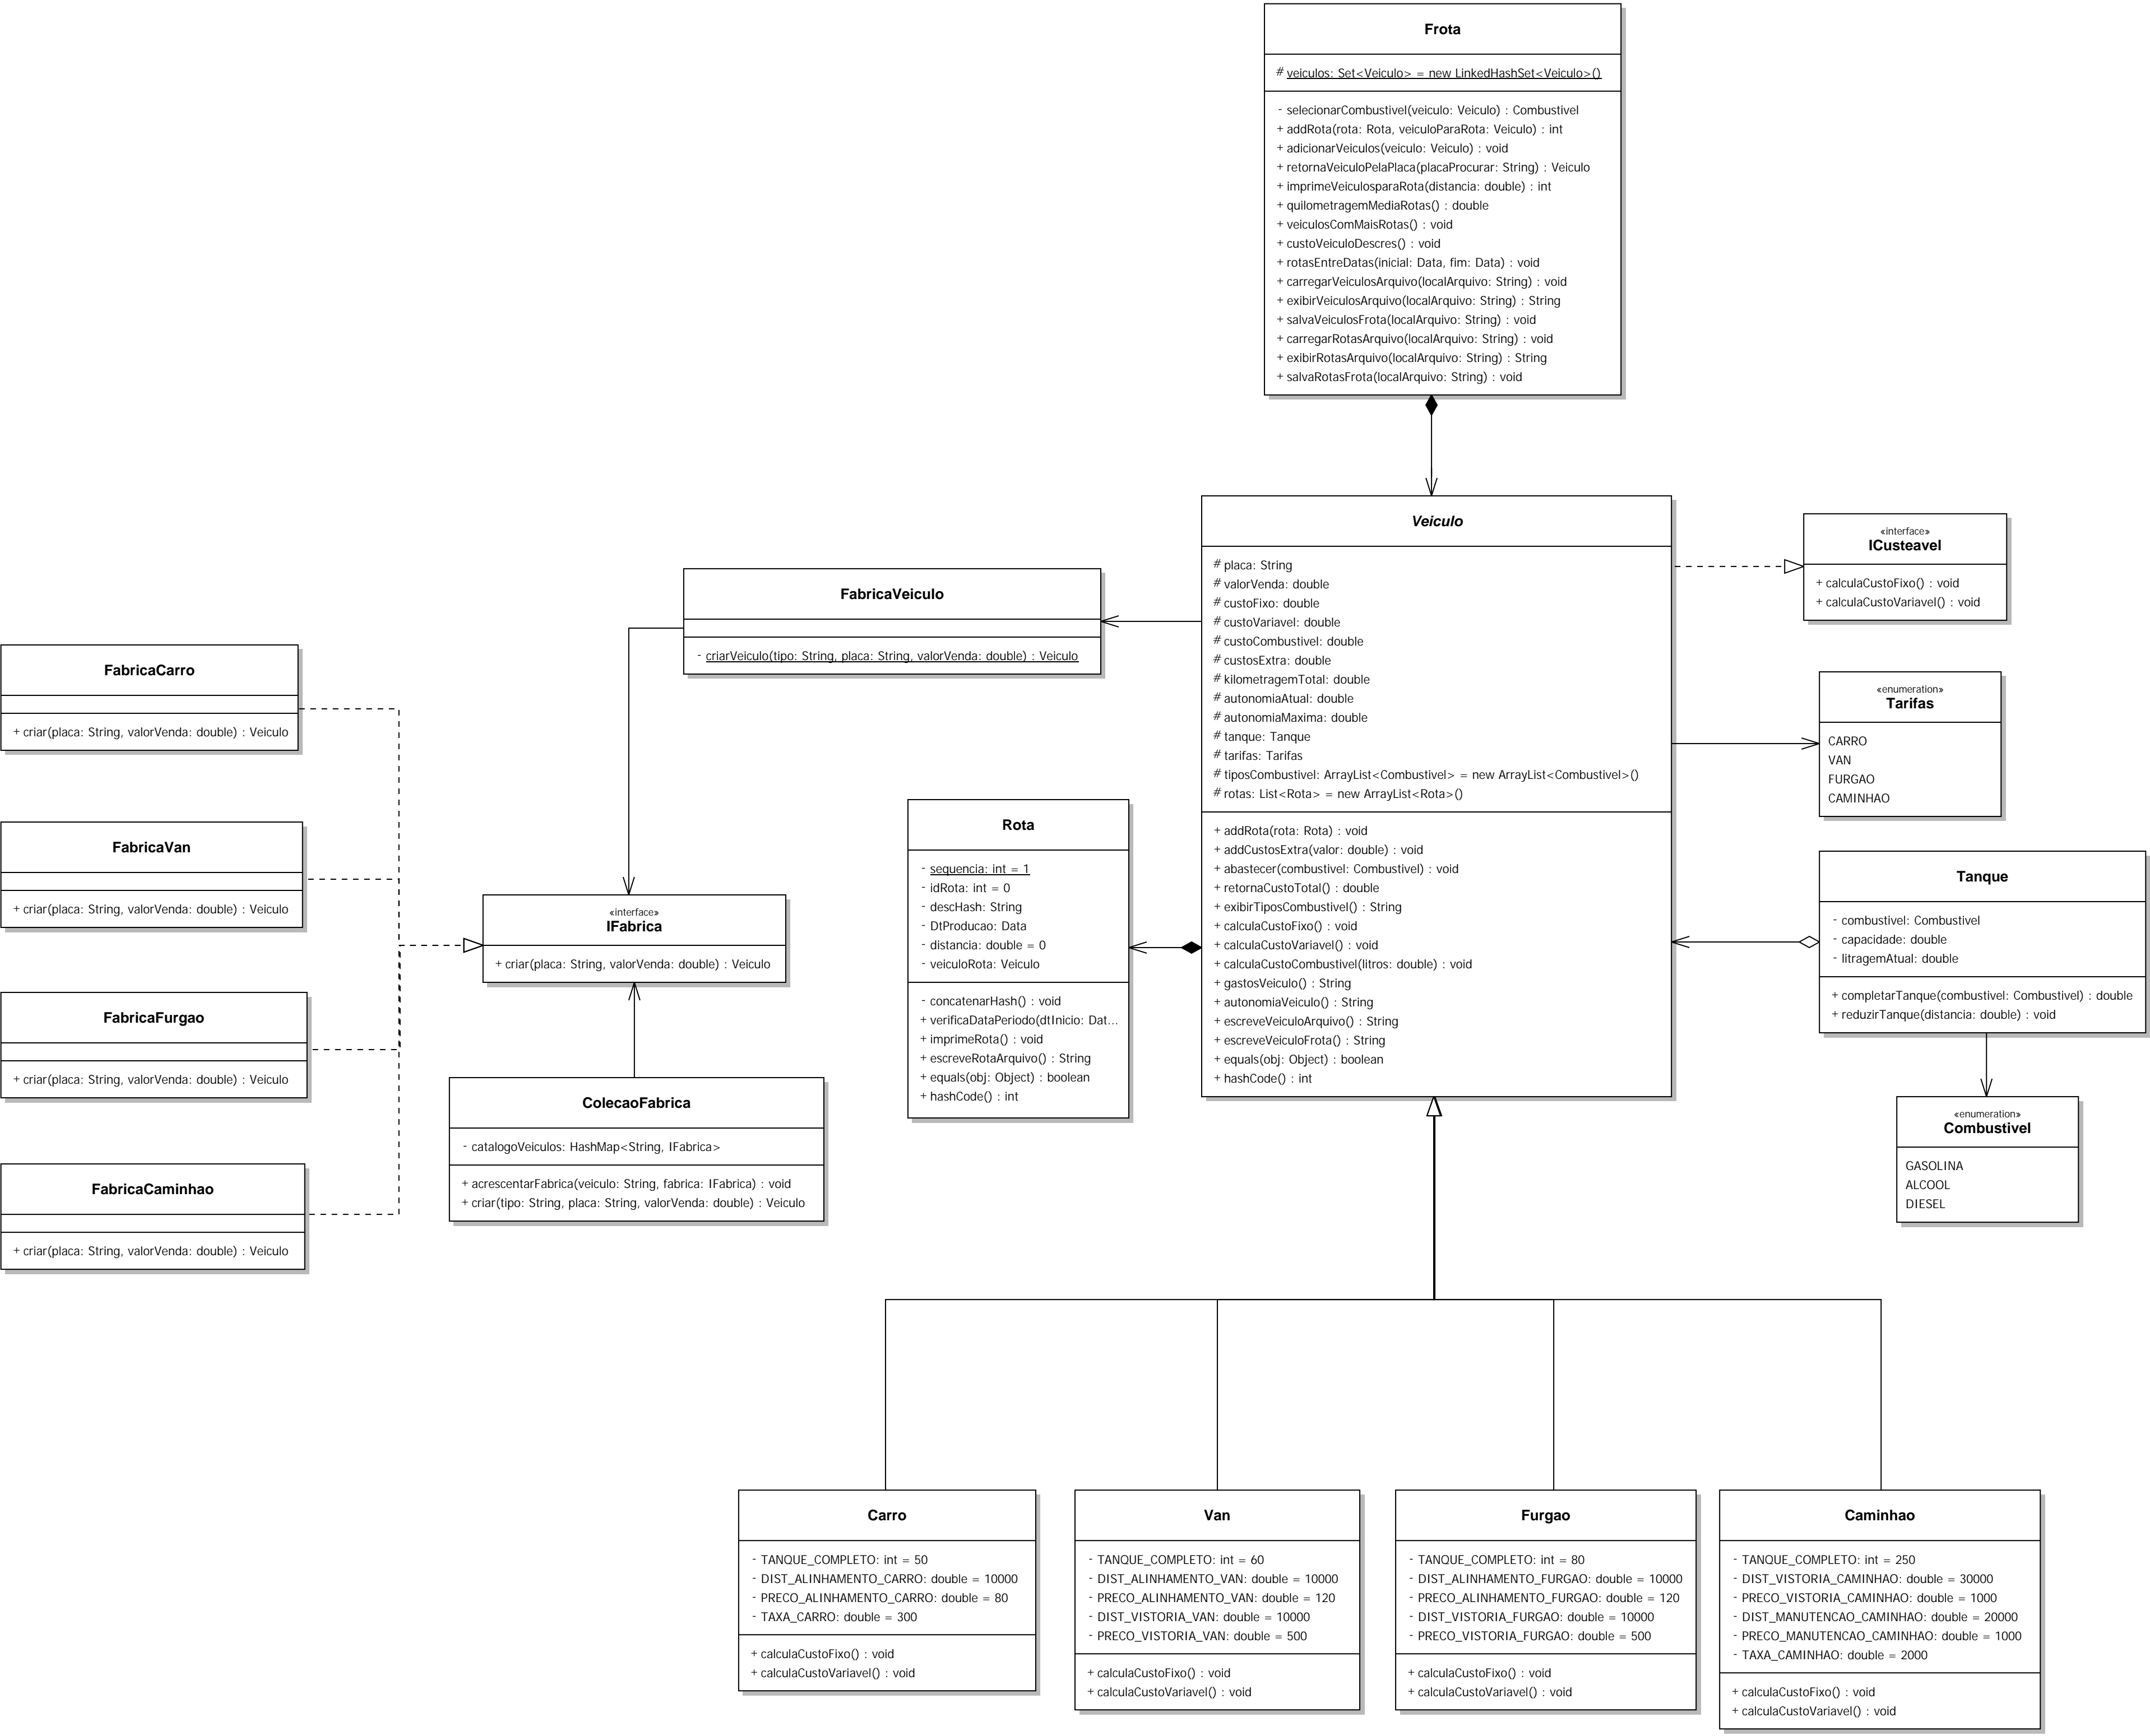 Frota
# veiculos: Set<Veiculo> = new LinkedHashSet<Veiculo>()
- selecionarCombustivel(veiculo: Veiculo) : Combustivel
+ addRota(rota: Rota, veiculoParaRota: Veiculo) : int
+ adicionarVeiculos(veiculo: Veiculo) : void
+ retornaVeiculoPelaPlaca(placaProcurar: String) : Veiculo
+ imprimeVeiculosparaRota(distancia: double) : int
+ quilometragemMediaRotas() : double
+ veiculosComMaisRotas() : void
+ custoVeiculoDescres() : void
+ rotasEntreDatas(inicial: Data, fim: Data) : void
+ carregarVeiculosArquivo(localArquivo: String) : void
+ exibirVeiculosArquivo(localArquivo: String) : String
+ salvaVeiculosFrota(localArquivo: String) : void
+ carregarRotasArquivo(localArquivo: String) : void
+ exibirRotasArquivo(localArquivo: String) : String
+ salvaRotasFrota(localArquivo: String) : void
Veiculo
# placa: String
# valorVenda: double
# custoFixo: double
# custoVariavel: double
# custoCombustivel: double
# custosExtra: double
# kilometragemTotal: double
# autonomiaAtual: double
# autonomiaMaxima: double
# tanque: Tanque
# tarifas: Tarifas
# tiposCombustivel: ArrayList<Combustivel> = new ArrayList<Combustivel>()
# rotas: List<Rota> = new ArrayList<Rota>()
+ addRota(rota: Rota) : void
+ addCustosExtra(valor: double) : void
+ abastecer(combustivel: Combustivel) : void
+ retornaCustoTotal() : double
+ exibirTiposCombustivel() : String
+ calculaCustoFixo() : void
+ calculaCustoVariavel() : void
+ calculaCustoCombustivel(litros: double) : void
+ gastosVeiculo() : String
+ autonomiaVeiculo() : String
+ escreveVeiculoArquivo() : String
+ escreveVeiculoFrota() : String
+ equals(obj: Object) : boolean
+ hashCode() : int
«interface»
ICusteavel
+ calculaCustoFixo() : void
+ calculaCustoVariavel() : void
FabricaVeiculo
- criarVeiculo(tipo: String, placa: String, valorVenda: double) : Veiculo
«enumeration»
Tarifas
CARRO
VAN
FURGAO
CAMINHAO
FabricaCarro
+ criar(placa: String, valorVenda: double) : Veiculo
FabricaVan
+ criar(placa: String, valorVenda: double) : Veiculo
FabricaFurgao
+ criar(placa: String, valorVenda: double) : Veiculo
FabricaCaminhao
+ criar(placa: String, valorVenda: double) : Veiculo
«interface»
IFabrica
+ criar(placa: String, valorVenda: double) : Veiculo
ColecaoFabrica
- catalogoVeiculos: HashMap<String, IFabrica>
+ acrescentarFabrica(veiculo: String, fabrica: IFabrica) : void
+ criar(tipo: String, placa: String, valorVenda: double) : Veiculo
Rota
- sequencia: int = 1
- idRota: int = 0
- descHash: String
- DtProducao: Data
- distancia: double = 0
- veiculoRota: Veiculo
- concatenarHash() : void
+ verificaDataPeriodo(dtInicio: Dat...
+ imprimeRota() : void
+ escreveRotaArquivo() : String
+ equals(obj: Object) : boolean
+ hashCode() : int
Tanque
- combustivel: Combustivel
- capacidade: double
- litragemAtual: double
+ completarTanque(combustivel: Combustivel) : double
+ reduzirTanque(distancia: double) : void
«enumeration»
Combustivel
GASOLINA
ALCOOL
DIESEL
Carro
- TANQUE_COMPLETO: int = 50
- DIST_ALINHAMENTO_CARRO: double = 10000
- PRECO_ALINHAMENTO_CARRO: double = 80
- TAXA_CARRO: double = 300
+ calculaCustoFixo() : void
+ calculaCustoVariavel() : void
Van
- TANQUE_COMPLETO: int = 60
- DIST_ALINHAMENTO_VAN: double = 10000
- PRECO_ALINHAMENTO_VAN: double = 120
- DIST_VISTORIA_VAN: double = 10000
- PRECO_VISTORIA_VAN: double = 500
+ calculaCustoFixo() : void
+ calculaCustoVariavel() : void
Furgao
- TANQUE_COMPLETO: int = 80
- DIST_ALINHAMENTO_FURGAO: double = 10000
- PRECO_ALINHAMENTO_FURGAO: double = 120
- DIST_VISTORIA_FURGAO: double = 10000
- PRECO_VISTORIA_FURGAO: double = 500
+ calculaCustoFixo() : void
+ calculaCustoVariavel() : void
Caminhao
- TANQUE_COMPLETO: int = 250
- DIST_VISTORIA_CAMINHAO: double = 30000
- PRECO_VISTORIA_CAMINHAO: double = 1000
- DIST_MANUTENCAO_CAMINHAO: double = 20000
- PRECO_MANUTENCAO_CAMINHAO: double = 1000
- TAXA_CAMINHAO: double = 2000
+ calculaCustoFixo() : void
+ calculaCustoVariavel() : void